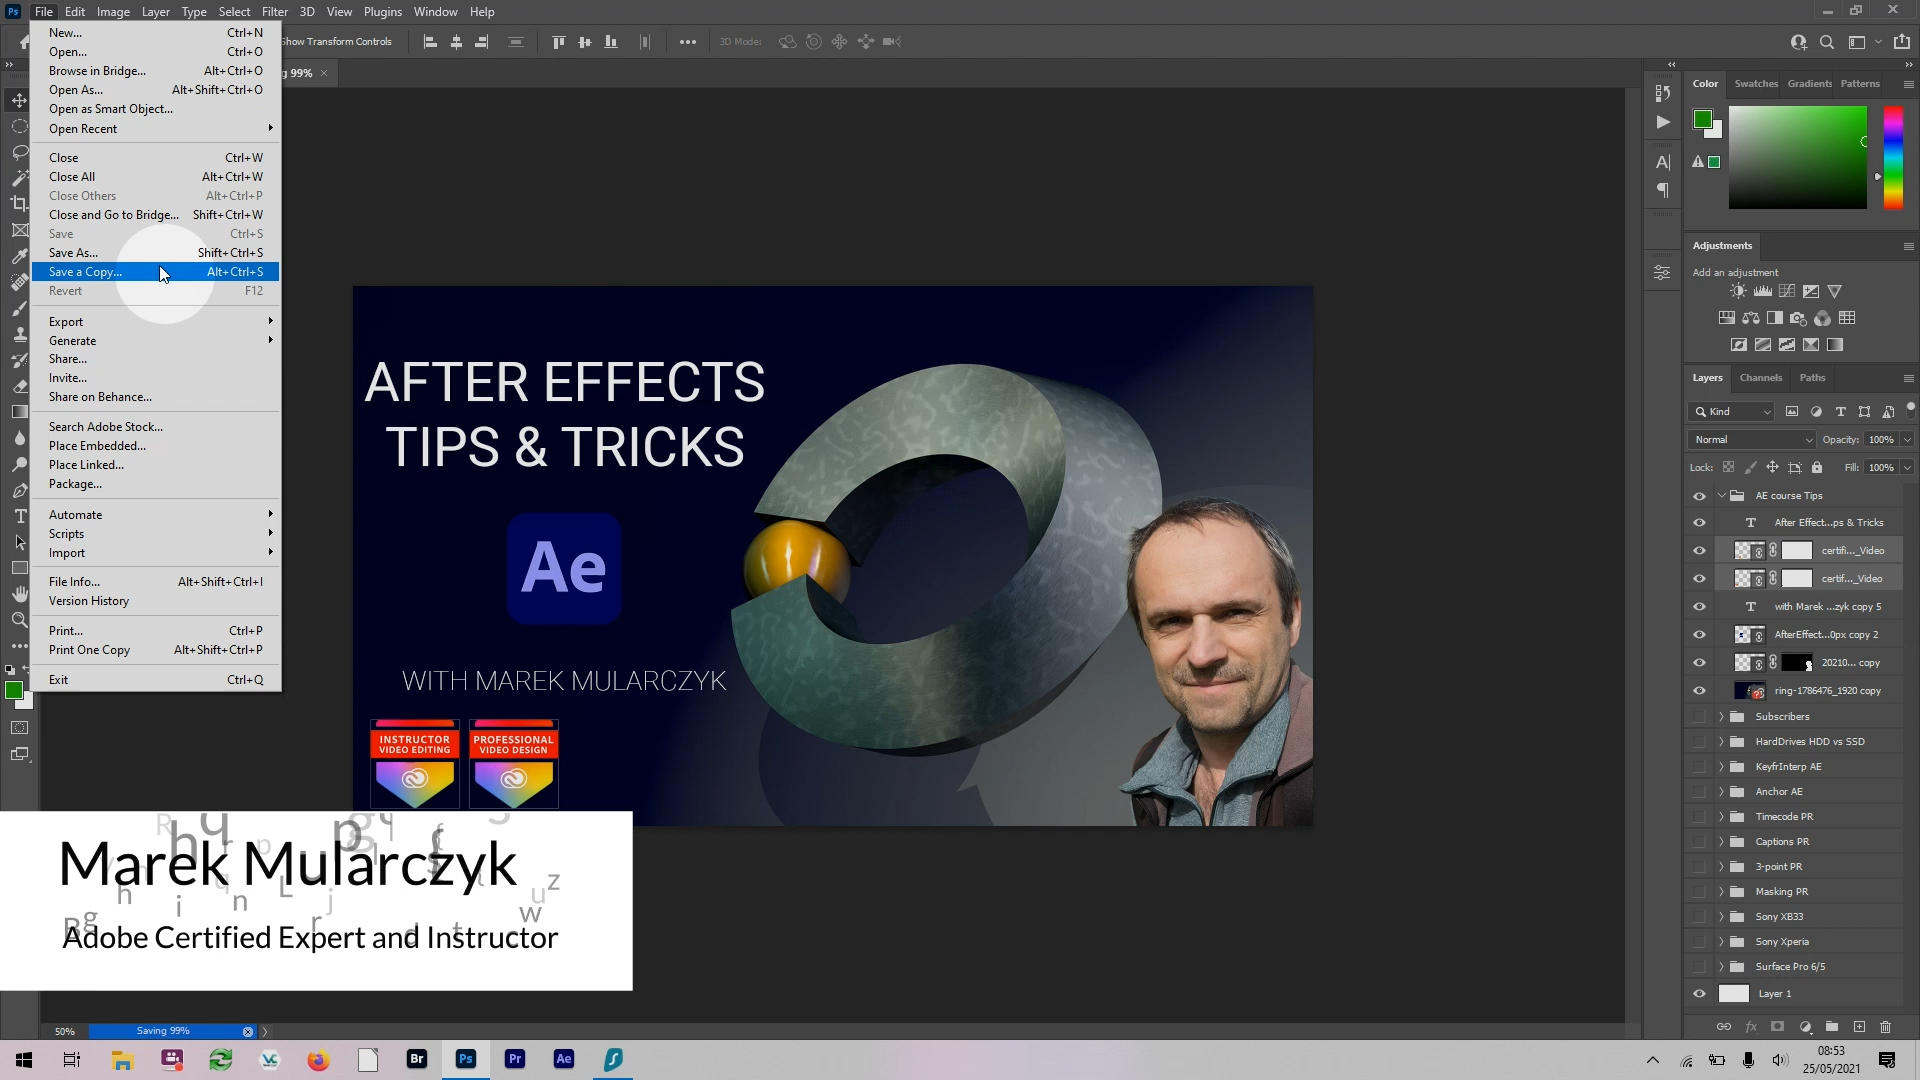 Ps File Edit Image Layer Type Select Filter 3D View Plugins Window Help
Show Transform Controls
3D Mode:
g 99% ×
New... Ctrl+N
Open... Ctrl+O
Browse in Bridge... Alt+Ctrl+O
Open As... Alt+Shift+Ctrl+O
Open as Smart Object...
Open Recent
Close Ctrl+W
Close All Alt+Ctrl+W
Close Others Alt+Ctrl+P
Close and Go to Bridge... Shift+Ctrl+W
Save Ctrl+S
Save As... Shift+Ctrl+S
Save a Copy... Alt+Ctrl+S
Revert F12
Export
Generate
Share...
Invite...
Share on Behance...
Search Adobe Stock...
Place Embedded...
Place Linked...
Package...
Automate
Scripts
Import
File Info... Alt+Shift+Ctrl+I
Version History
Print... Ctrl+P
Print One Copy Alt+Shift+Ctrl+P
Exit Ctrl+Q
AFTER EFFECTS
TIPS & TRICKS
Ae
WITH MAREK MULARCZYK
INSTRUCTOR
VIDEO EDITING
PROFESSIONAL
VIDEO DESIGN
Marek Mularczyk
Adobe Certified Expert and Instructor
50% Saving 99%
Color Swatches Gradients Patterns
Adjustments
Add an adjustment
Layers Channels Paths
Kind
Normal Opacity: 100%
Lock: Fill: 100%
AE course Tips
After Effect...ps & Tricks
certifi..._Video
certif..._Video
with Marek ...zyk copy 5
AfterEffect...0px copy 2
20210... copy
ring-1786476_1920 copy
Subscribers
HardDrives HDD vs SSD
KeyfrInterp AE
Anchor AE
Timecode PR
Captions PR
3-point PR
Masking PR
Sony XB33
Sony Xperia
Surface Pro 6/5
Layer 1
fx
Br Ps Pr Ae
08:53
25/05/2021